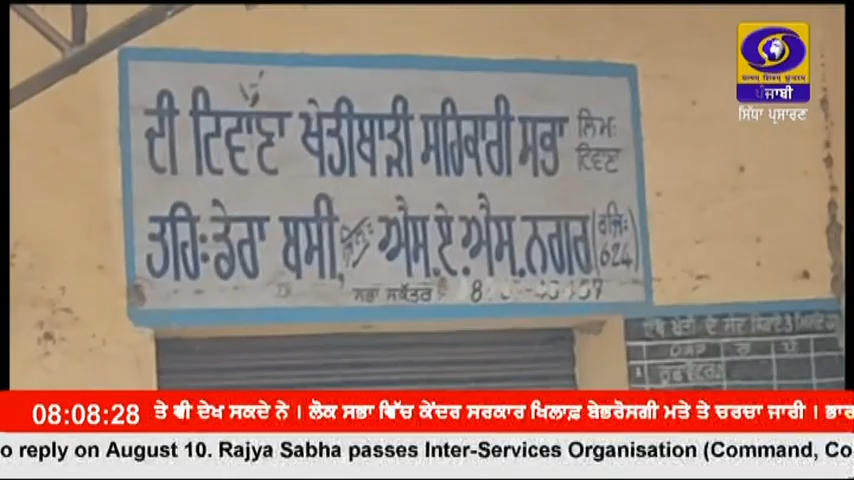 ਦੀ ਟਿਵਾਣਾ ਖੇਤੀਬਾੜੀ ਸਹਿਕਾਰੀ ਸਭਾ ਲਿਮ: ਟਿਵਾਣਾ
ਤਹਿ: ਡੇਰਾ ਬਸੀ, ਜਿਲਾ: ਐਸ.ਏ.ਐਸ.ਨਗਰ (ਰਜਿ: 624)
ਸਭਾ ਸਕੱਤਰ
ਪੰਜਾਬੀ
ਸਿੱਧਾ ਪ੍ਰਸਾਰਣ
08:08:28 ਤੇ ਵੀ ਦੇਖ ਸਕਦੇ ਨੇ । ਲੋਕ ਸਭਾ ਵਿੱਚ ਕੇਂਦਰ ਸਰਕਾਰ ਖਿਲਾਫ਼ ਬੇਭਰੋਸਗੀ ਮਤੇ ਤੇ ਚਰਚਾ ਜਾਰੀ । ਭਾਰ
o reply on August 10. Rajya Sabha passes Inter-Services Organisation (Command, Co